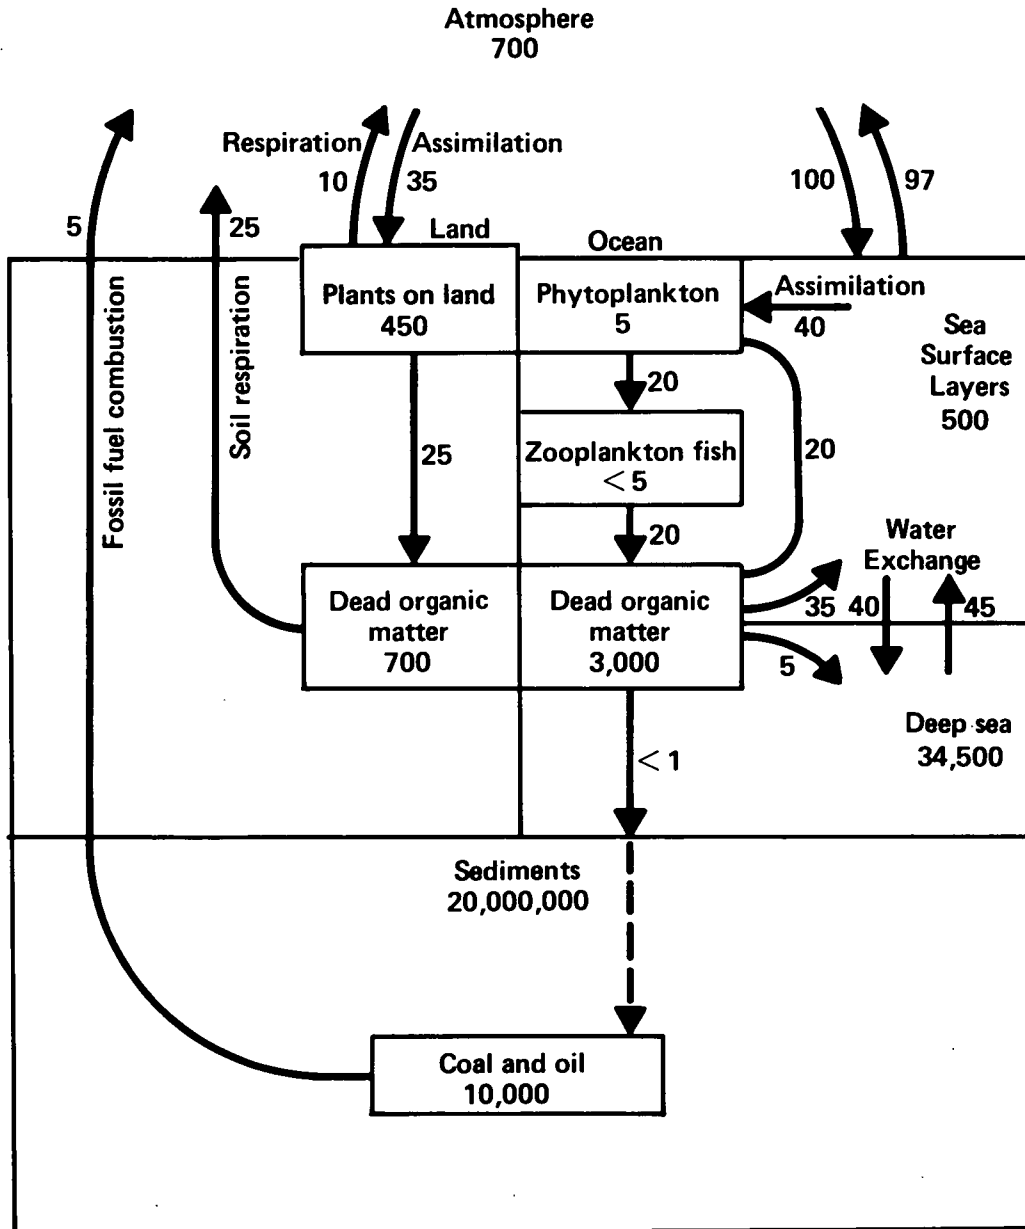 Atmosphere
700
Respiration
10
Assimilation
35
100
97
5
25
Land
Ocean
Fossil fuel combustion
Soil respiration
Plants on land
450
Phytoplankton
5
Assimilation
40
Sea
Surface
Layers
500
20
Zooplankton fish
< 5
20
25
20
Water
Exchange
Dead organic
matter
700
Dead organic
matter
3,000
35
40
45
5
Deep sea
34,500
< 1
Sediments
20,000,000
Coal and oil
10,000